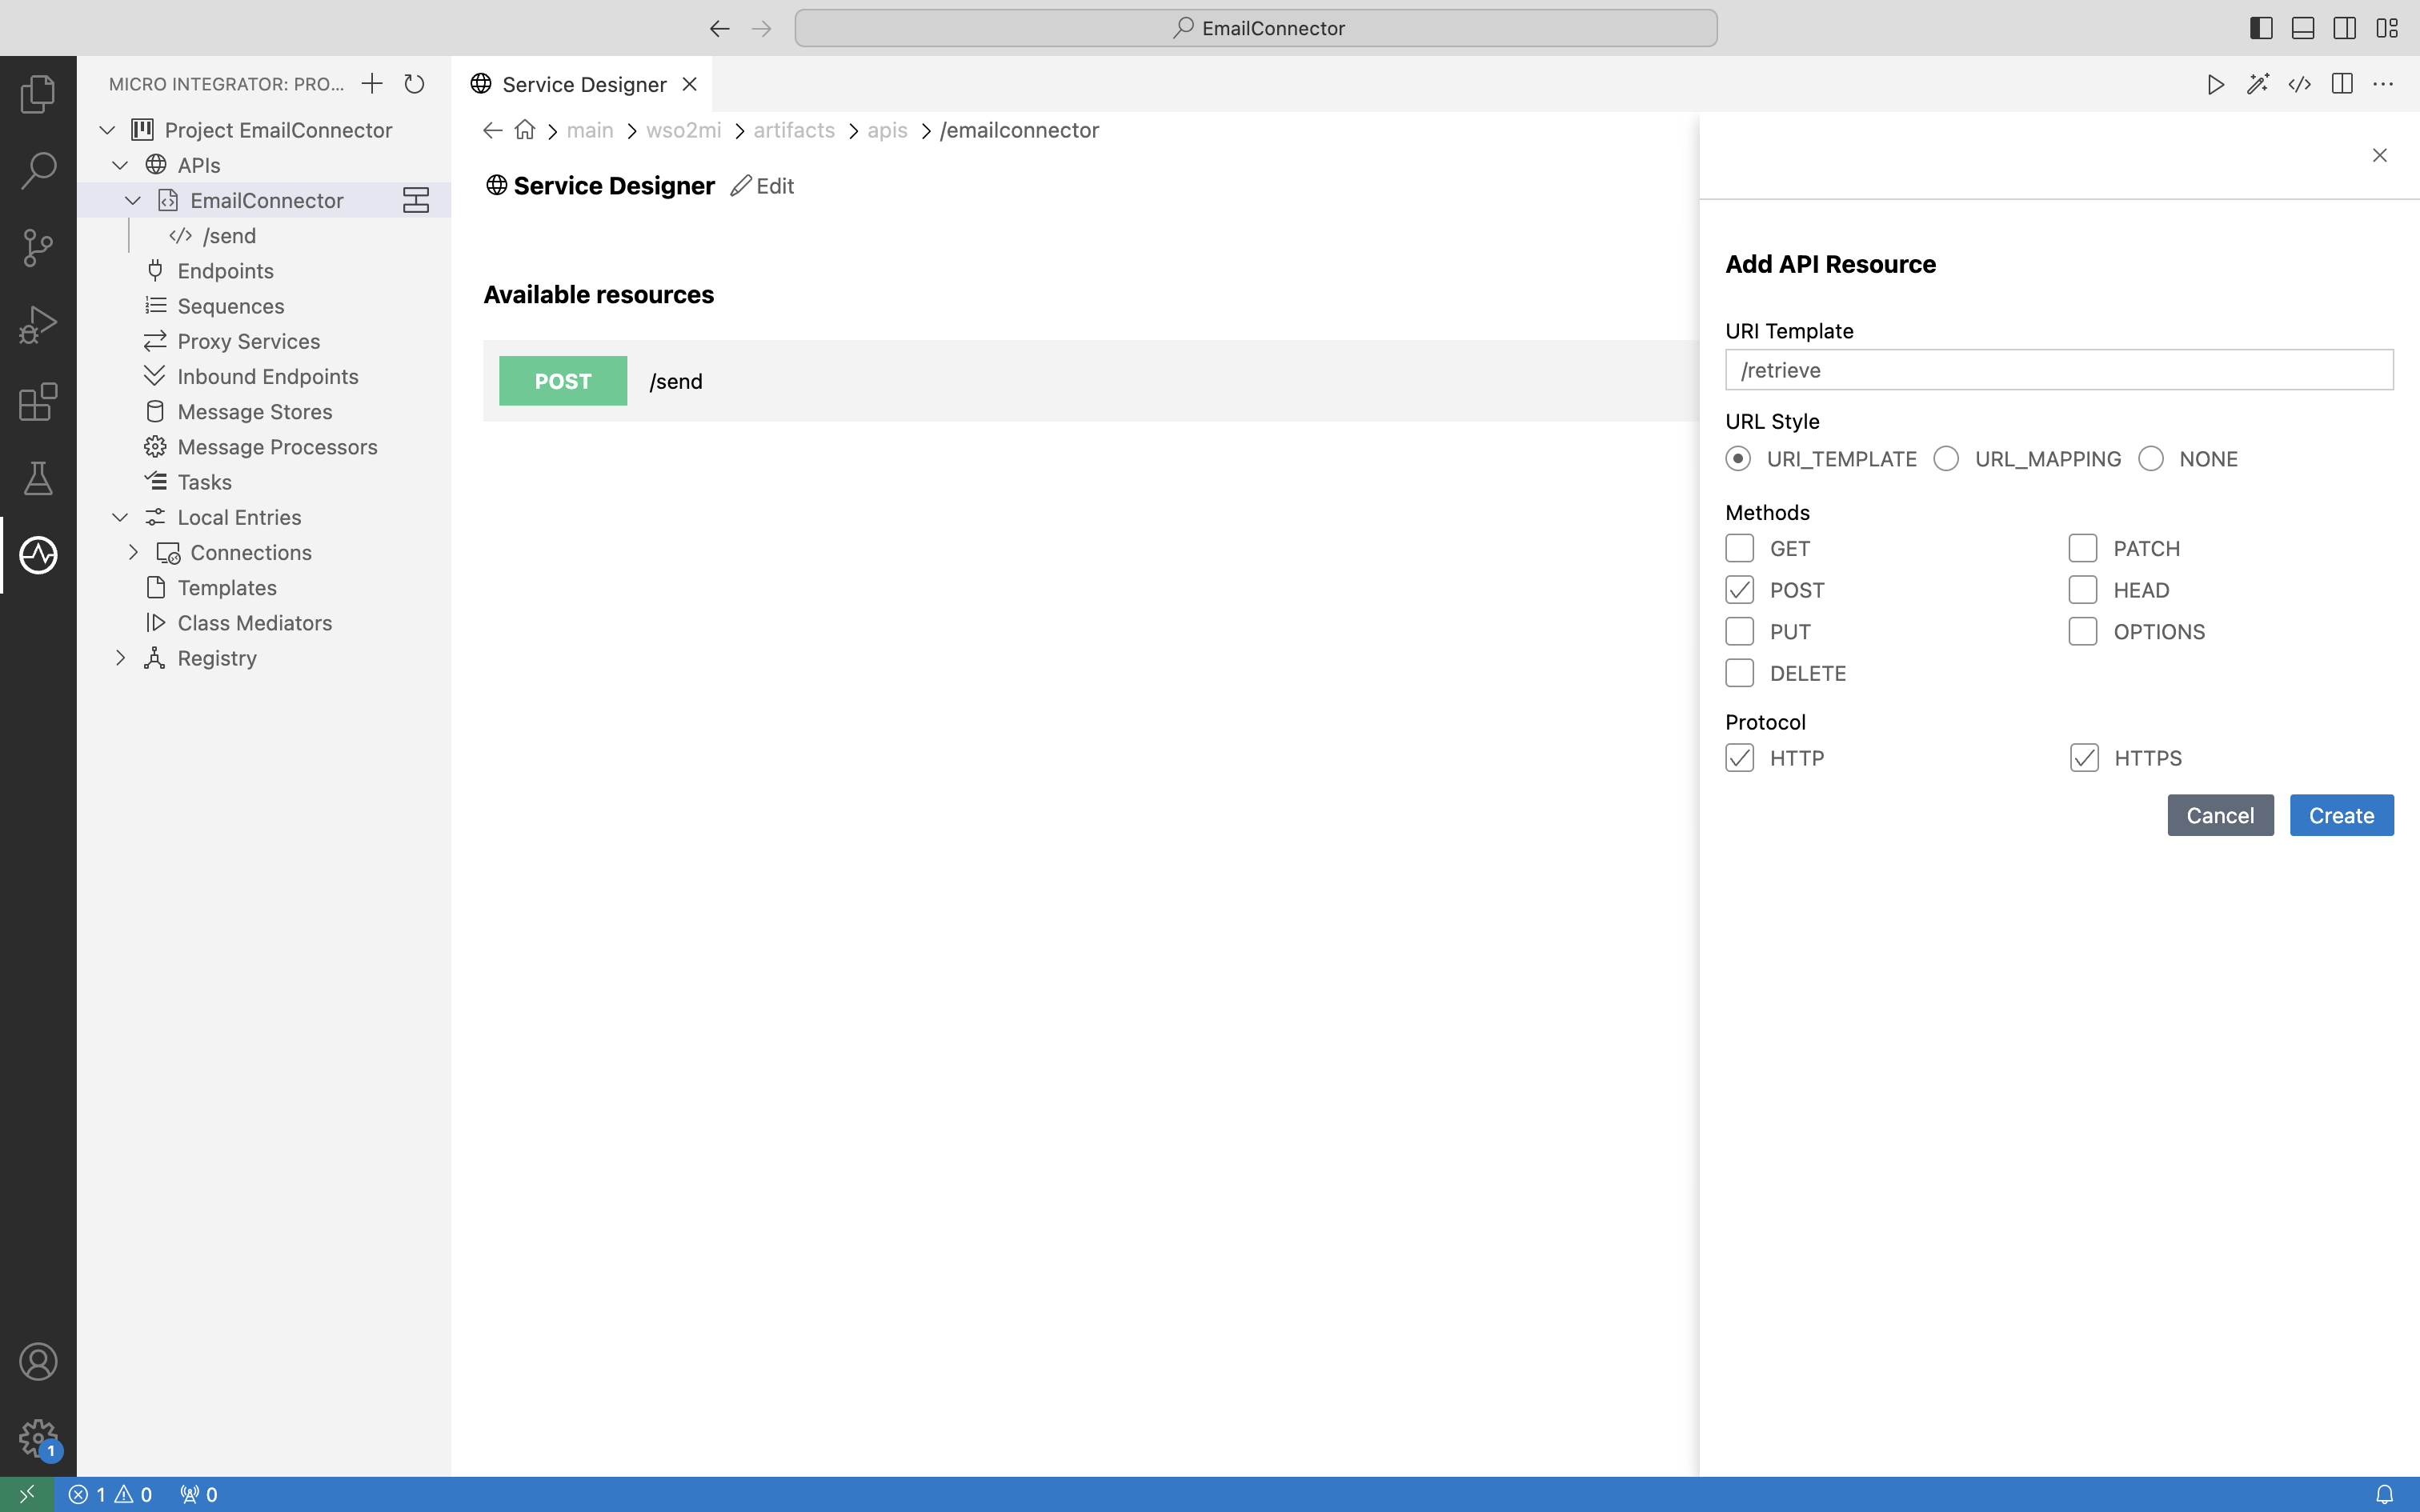 EmailConnector
MICRO INTEGRATOR: PRO...
Project EmailConnector
APIs
EmailConnector
/send
Endpoints
Sequences
Proxy Services
Inbound Endpoints
Message Stores
Message Processors
Tasks
Local Entries
Connections
Templates
Class Mediators
Registry
1
Service Designer
main > wso2mi > artifacts > apis > /emailconnector
Service Designer Edit
Available resources
POST /send
Add API Resource
URI Template
/retrieve
URL Style
URI_TEMPLATE URL_MAPPING NONE
Methods
GET PATCH
POST HEAD
PUT OPTIONS
DELETE
Protocol
HTTP HTTPS
Cancel Create
1 0 0